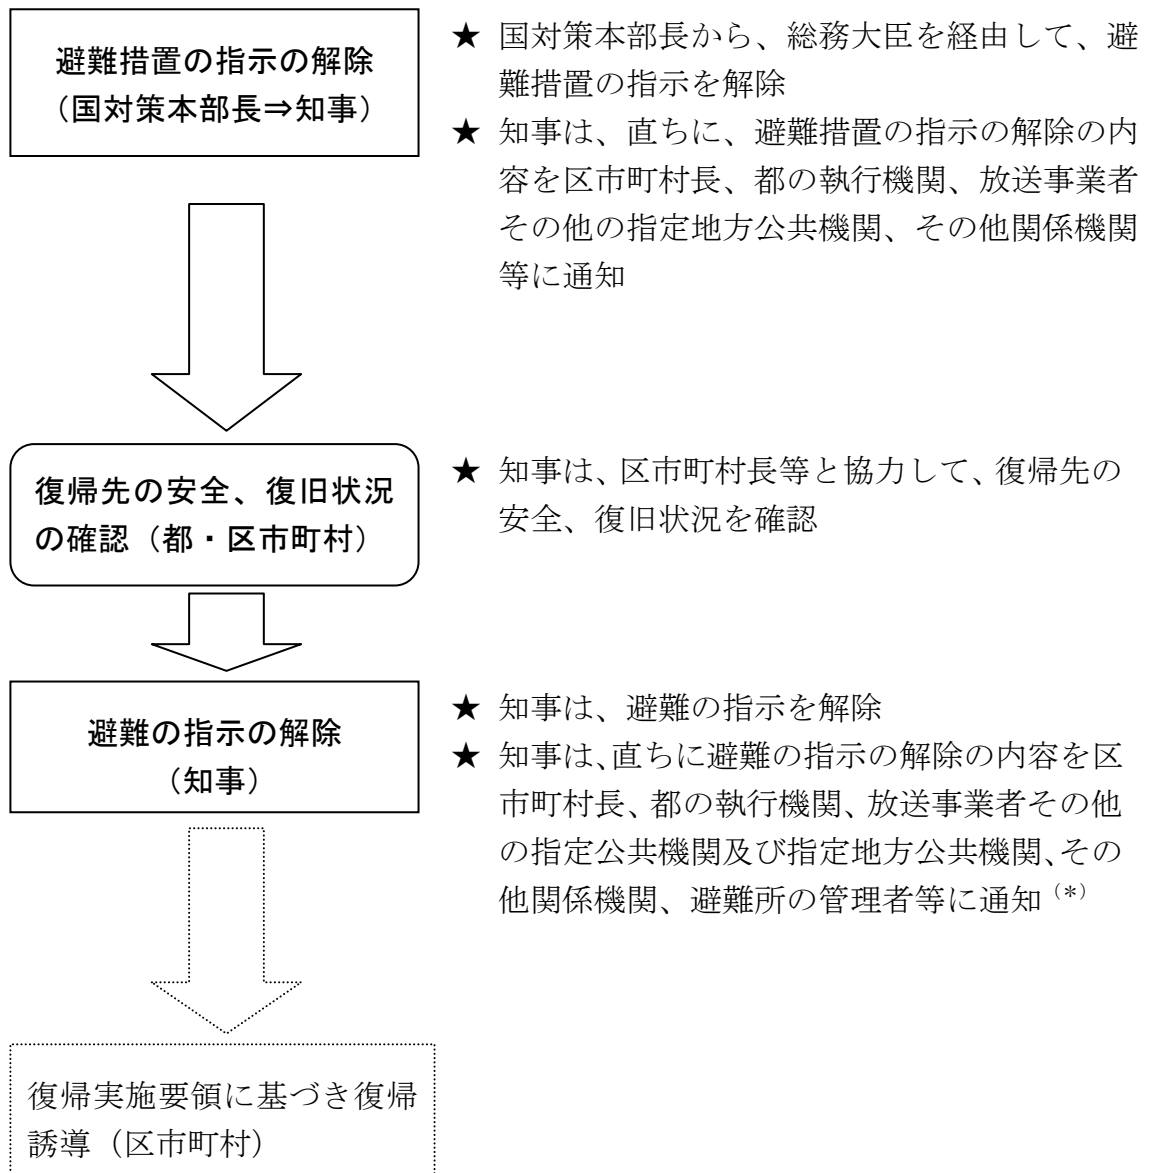 避難措置の指示の解除
（国対策本部長⇒知事）
★ 国対策本部長から、総務大臣を経由して、避
難措置の指示を解除
★ 知事は、直ちに、避難措置の指示の解除の内
容を区市町村長、都の執行機関、放送事業者
その他の指定地方公共機関、その他関係機関
等に通知
復帰先の安全、復旧状況
の確認（都・区市町村）
★ 知事は、区市町村長等と協力して、復帰先の
安全、復旧状況を確認
避難の指示の解除
（知事）
★ 知事は、避難の指示を解除
★ 知事は、直ちに避難の指示の解除の内容を区
市町村長、都の執行機関、放送事業者その他
の指定公共機関及び指定地方公共機関、その
他関係機関、避難所の管理者等に通知（*）
復帰実施要領に基づき復帰
誘導（区市町村）